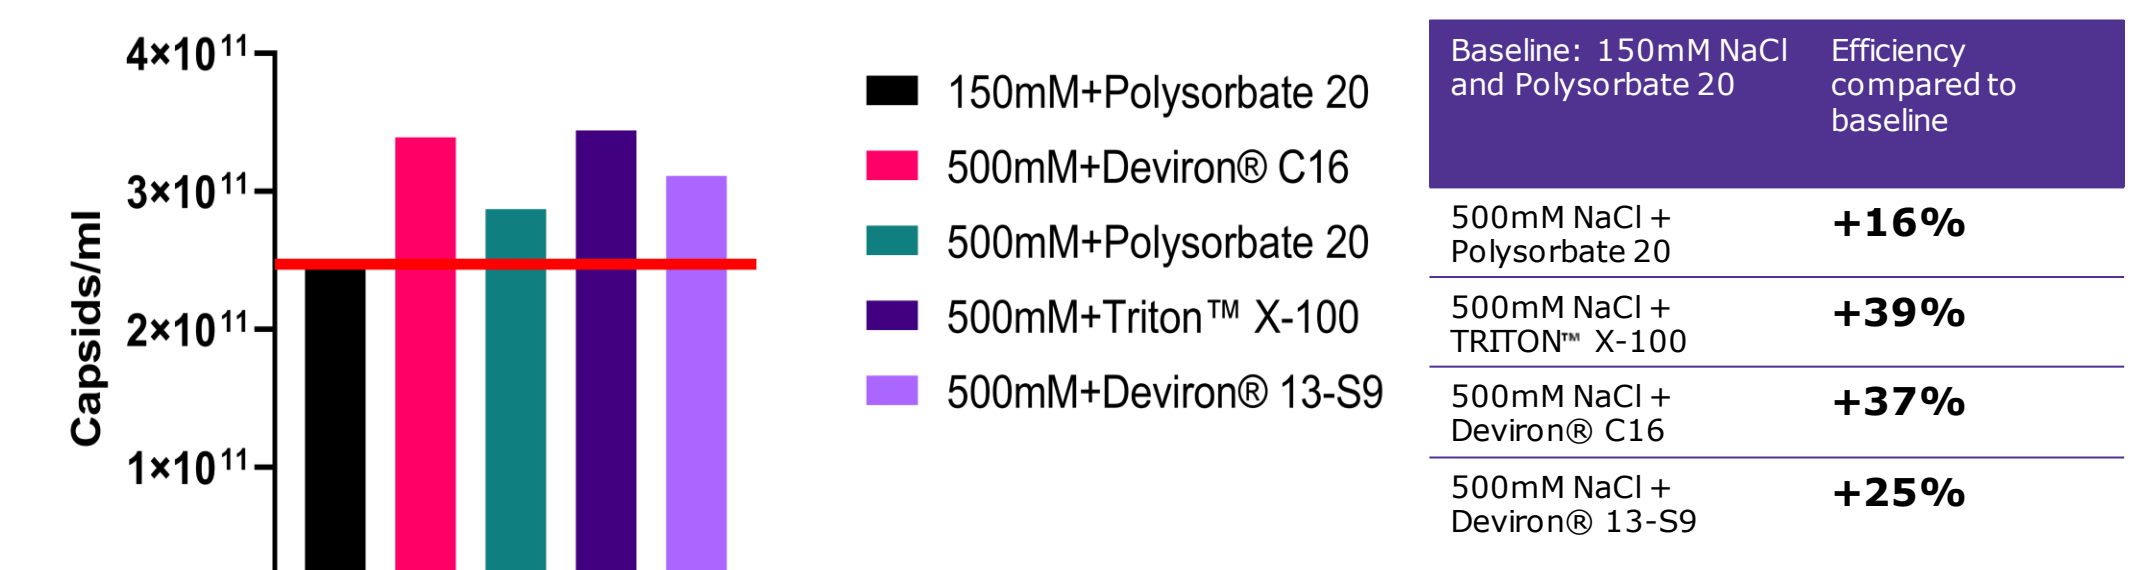 4×10¹¹
3×10¹¹
2×10¹¹
1×10¹¹
Capsids/ml
150mM+Polysorbate 20
500mM+Deviron® C16
500mM+Polysorbate 20
500mM+Triton™ X-100
500mM+Deviron® 13-S9
Baseline: 150mM NaCl
and Polysorbate 20
Efficiency
compared to
baseline
500mM NaCl +
Polysorbate 20
+16%
500mM NaCl +
TRITON™ X-100
+39%
500mM NaCl +
Deviron® C16
+37%
500mM NaCl +
Deviron® 13-S9
+25%